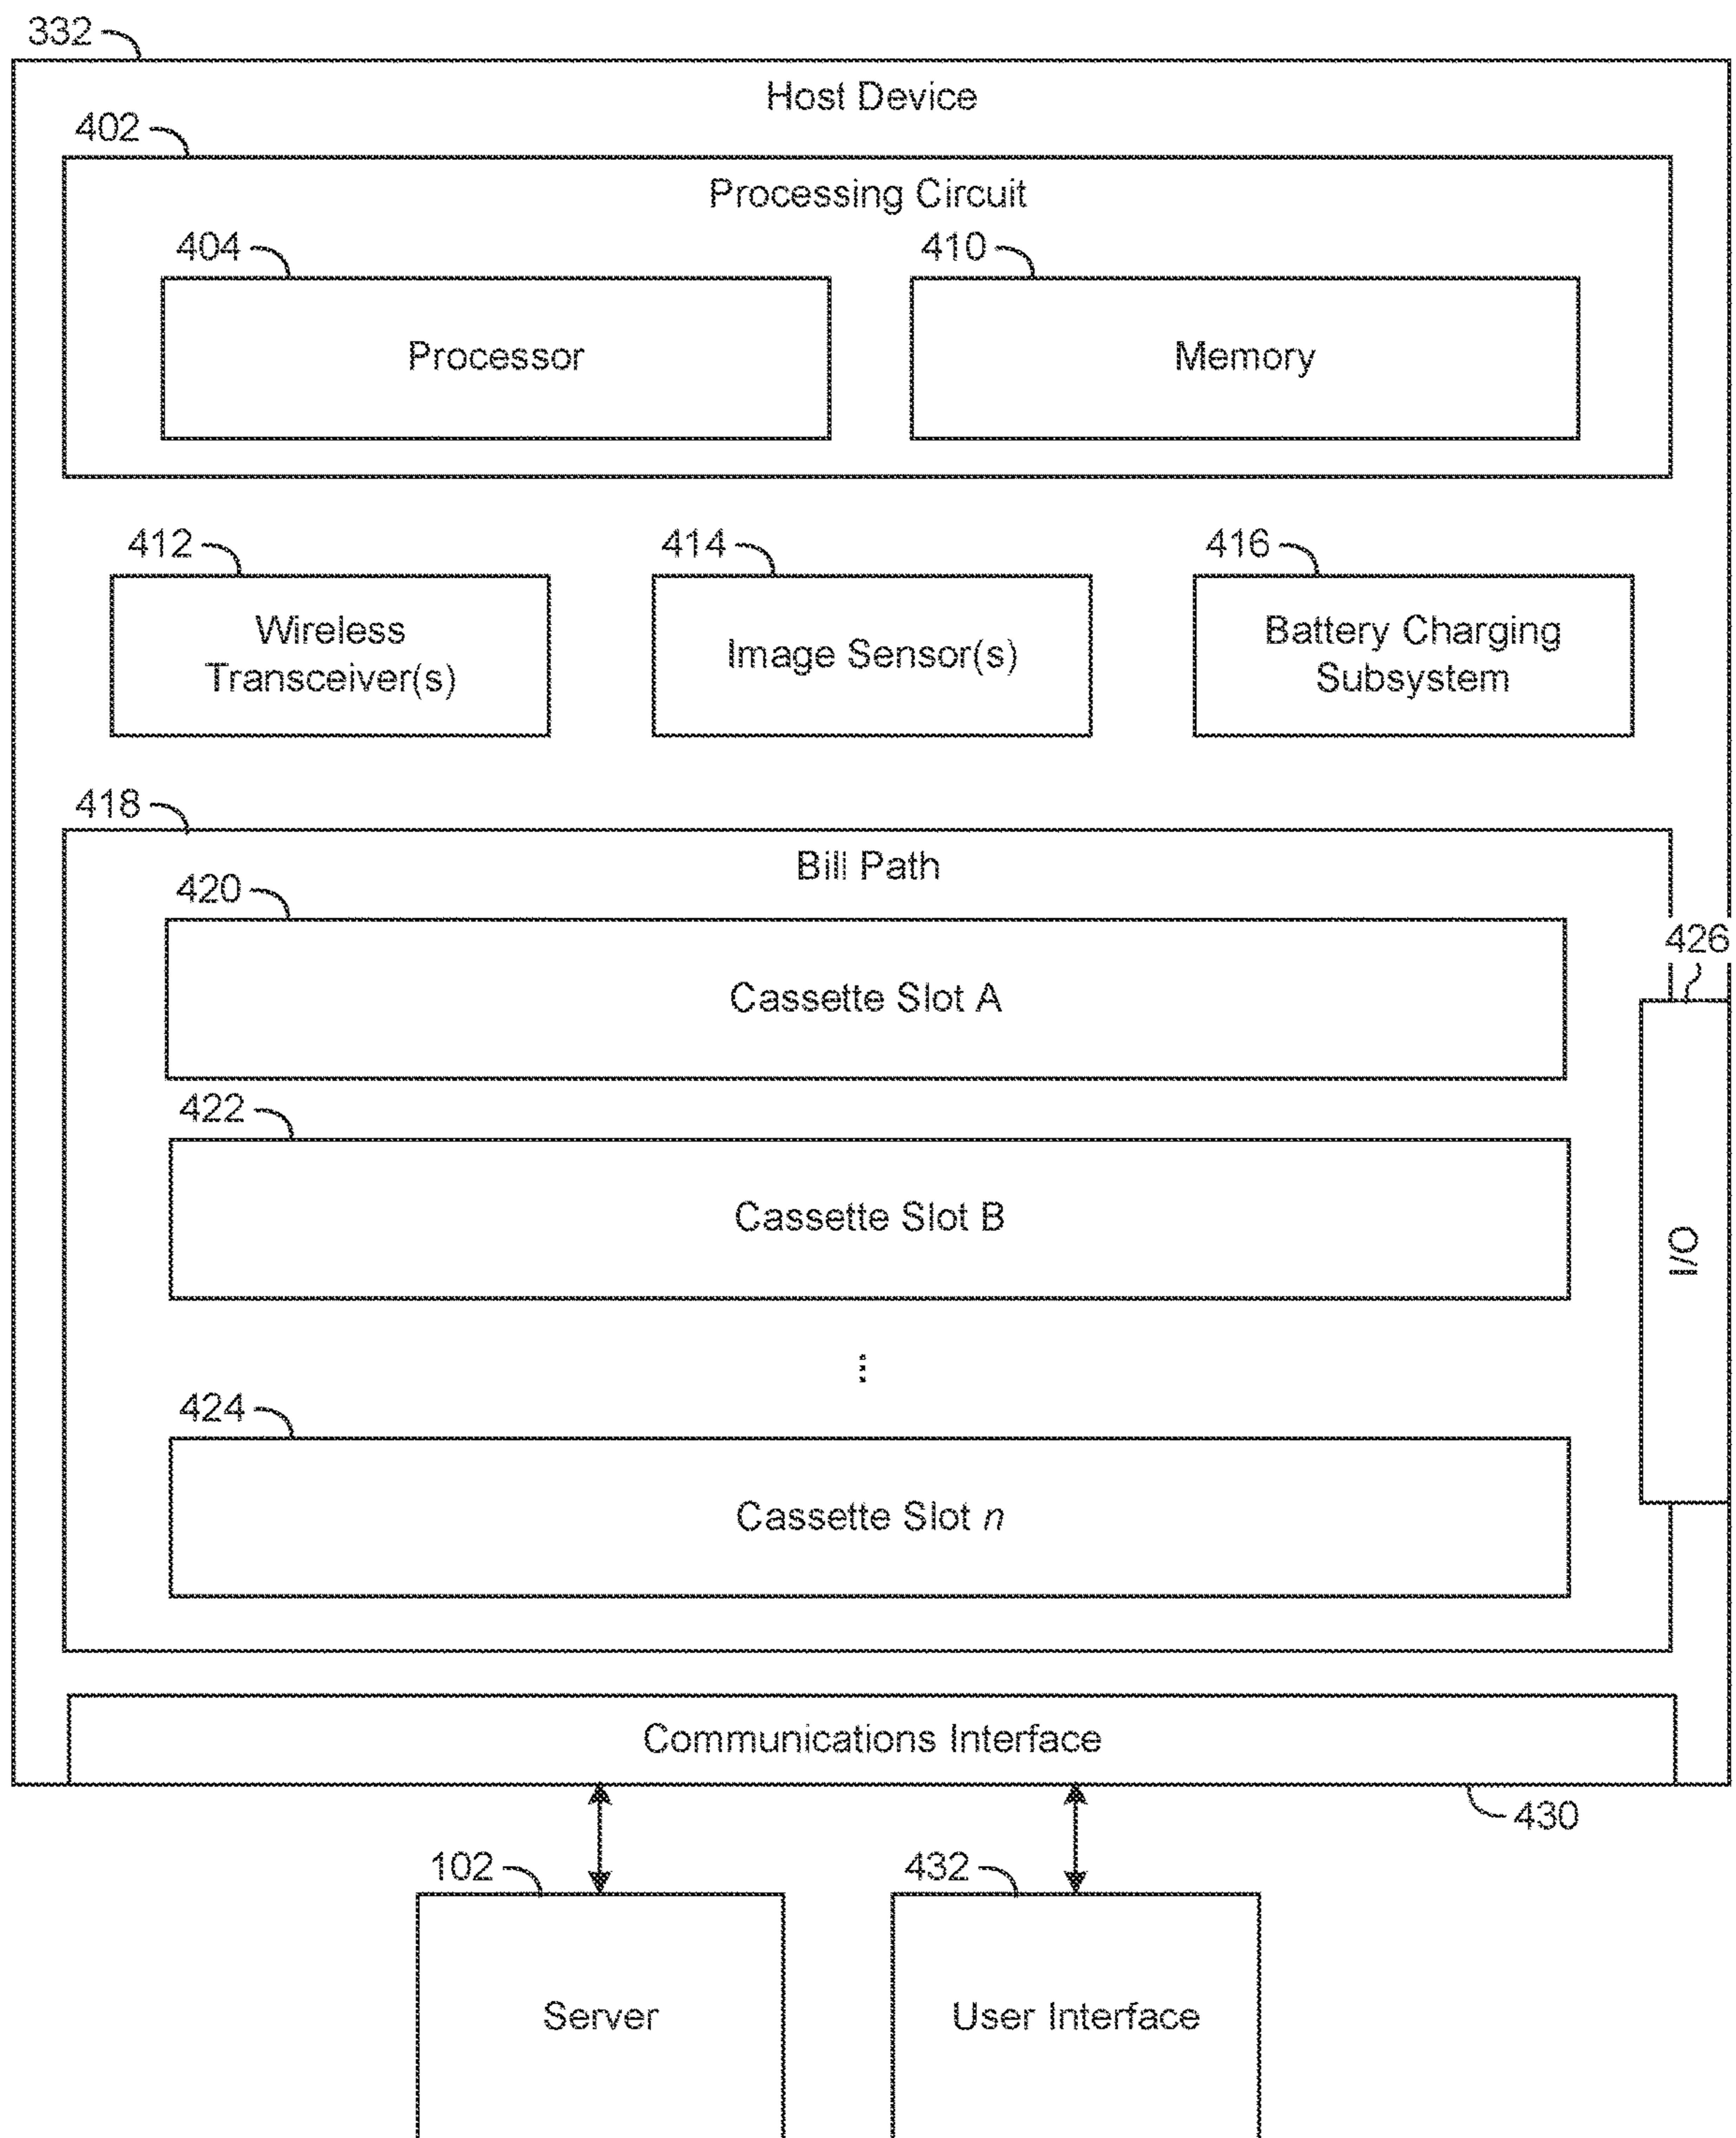 332
Host Device
402
Processing Circuit
404
410
Processor
Memory
412
414
416
Wireless
Transceiver(s)
Image Sensor(s)
Battery Charging
Subsystem
418
Bill Path
420
426
Cassette Slot A
422
Cassette Slot B
I/O
...
424
Cassette Slot n
Communications Interface
430
102
432
Server
User Interface